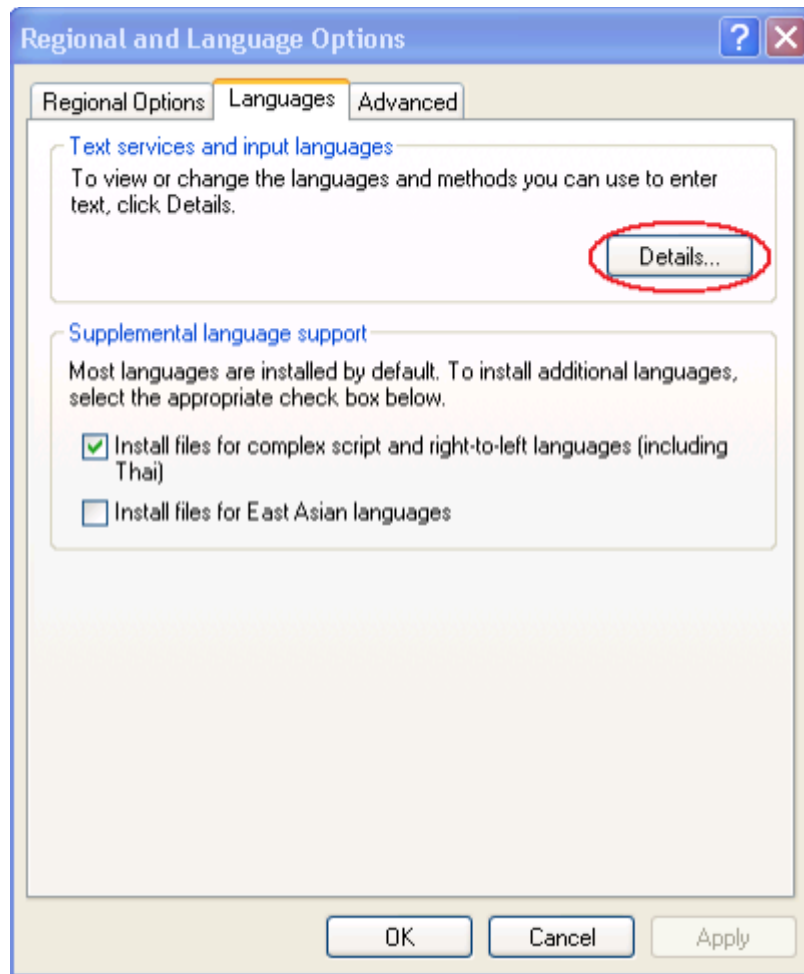 Regional and Language Options
Regional Options Languages Advanced
Text services and input languages
To view or change the languages and methods you can use to enter
text, click Details.
Details...
Supplemental language support
Most languages are installed by default. To install additional languages,
select the appropriate check box below.
Install files for complex script and right-to-left languages (including
Thai)
Install files for East Asian languages
OK Cancel Apply